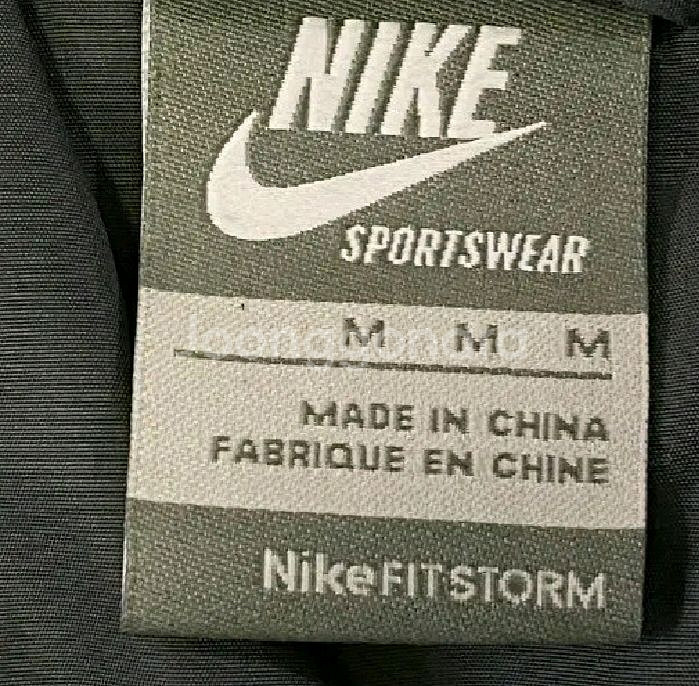 NIKE
SPORTSWEAR
M M M
MADE IN CHINA
FABRIQUE EN CHINE
NikeFITSTORM